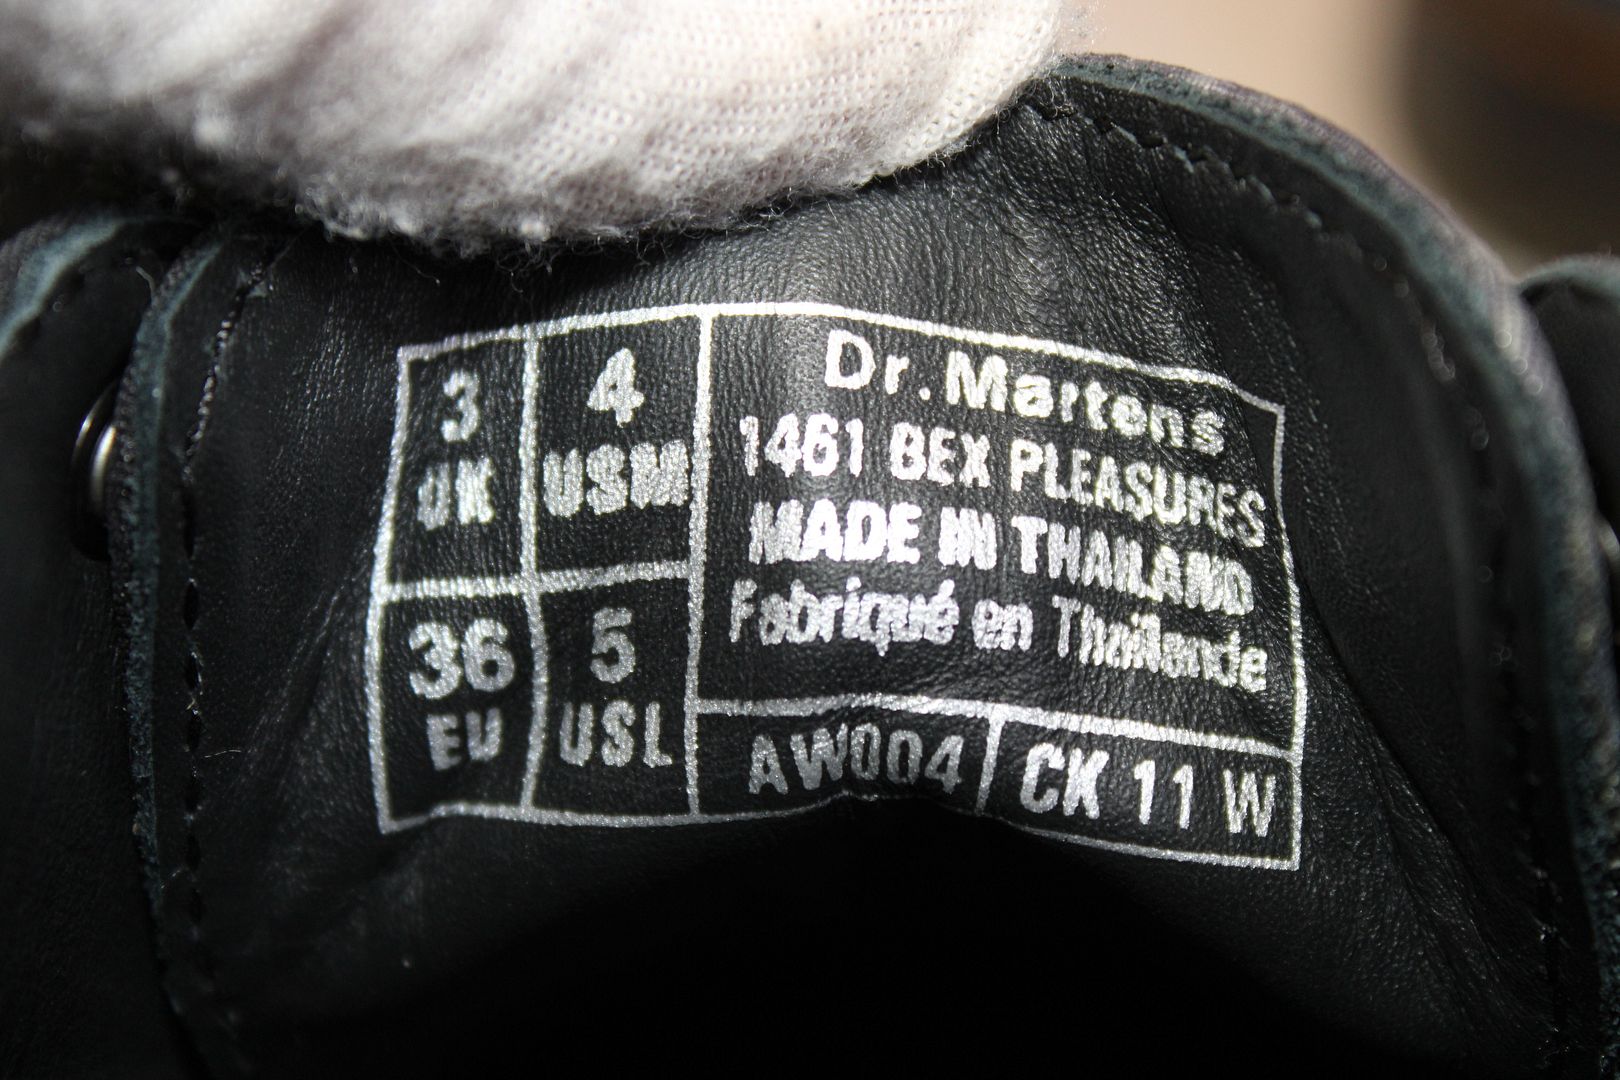 3
UK
4
USM
36
EU
5
USL
Dr. Martens
1461 BEX PLEASURES
MADE IN THAILAND
Fabriqué en Thaïlande
AW004
CK 11 W